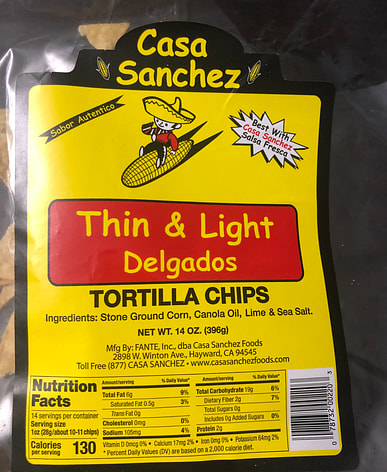 Casa
Sanchez
Sabor Autentico
Best With
Casa Sanchez
Salsa Fresca
Thin & Light
Delgados
TORTILLA CHIPS
Ingredients: Stone Ground Corn, Canola Oil, Lime & Sea Salt.
NET WT. 14 OZ. (396g)
Mfg By: FANTE, Inc., dba Casa Sanchez Foods
2898 W. Winton Ave., Hayward, CA 94545
Toll Free (877) CASA SANCHEZ • www.casasanchezfoods.com
Nutrition
Facts
14 servings per container
Serving size
1oz (28g/about 10-11 chips)
Calories
per serving 130
Amount/serving % Daily Value*
Total Fat 6g 9%
Saturated Fat 0.5g 3%
Trans Fat 0g
Cholesterol 0mg 0%
Sodium 105mg 4%
Amount/serving % Daily Value*
Total Carbohydrate 19g 6%
Dietary Fiber 2g 7%
Total Sugars 0g
Includes 0g Added Sugars 0%
Protein 2g
Vitamin D 0mcg 0% • Calcium 17mg 2% • Iron 0mg 0% • Potassium 64mg 2%
*Percent Daily Values (DV) are based on a 2,000 calorie diet.
0 78732 00220 3